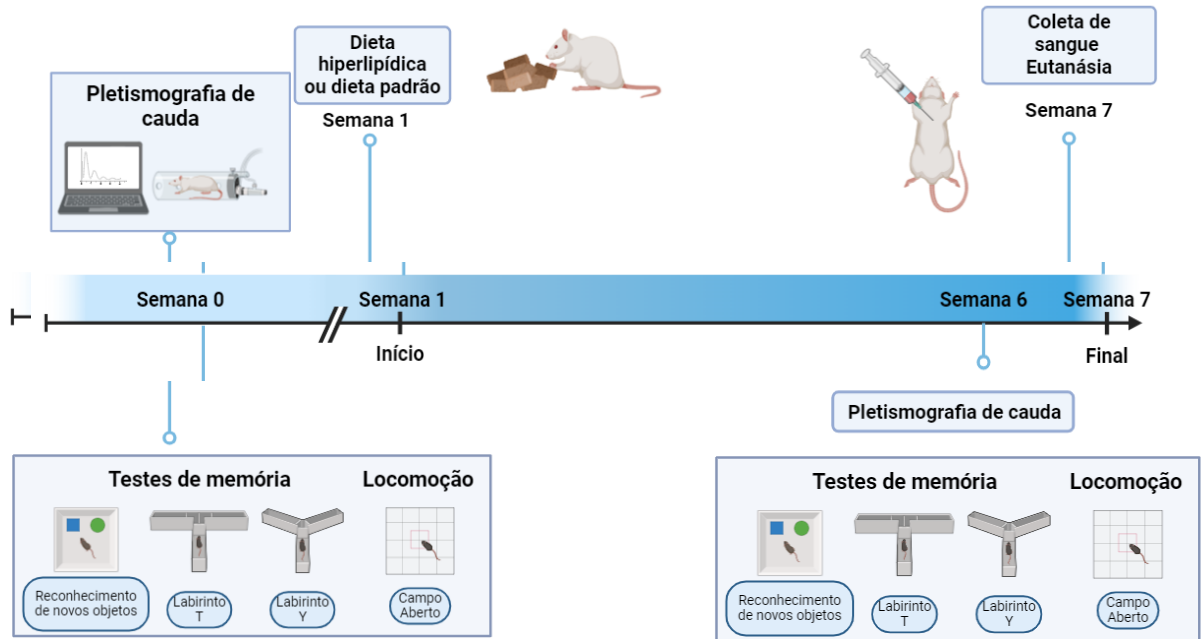 Dieta
hiperlipídica
ou dieta padrão
Semana 1
Coleta de
sangue
Eutanásia
Semana 7
Pletismografia de
cauda
Semana 0
Semana 1
Semana 6
Semana 7
Início
Final
Pletismografia de cauda
Testes de memória
Locomoção
Reconhecimento
de novos objetos
Labirinto
T
Labirinto
Y
Campo
Aberto
Testes de memória
Locomoção
Reconhecimento
de novos objetos
Labirinto
T
Labirinto
Y
Campo
Aberto